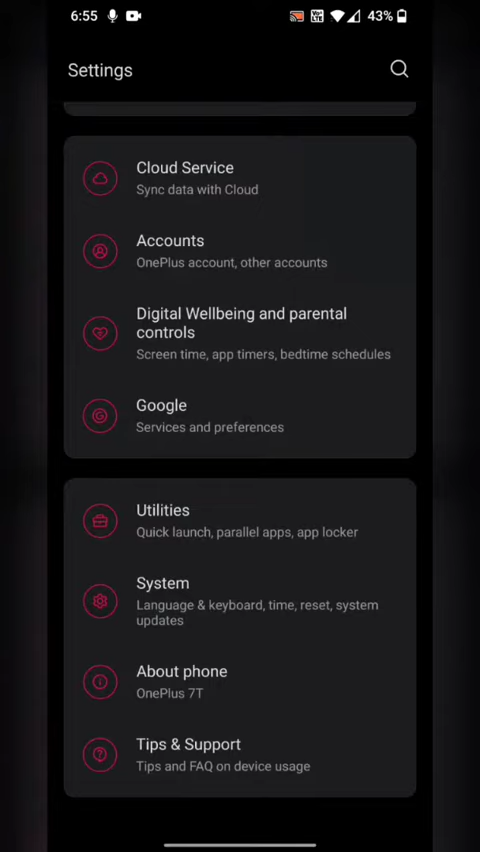 6:55
Vo LTE
43%
Settings
Cloud Service
Sync data with Cloud
Accounts
OnePlus account, other accounts
Digital Wellbeing and parental
controls
Screen time, app timers, bedtime schedules
Google
Services and preferences
Utilities
Quick launch, parallel apps, app locker
System
Language & keyboard, time, reset, system
updates
About phone
OnePlus 7T
Tips & Support
Tips and FAQ on device usage